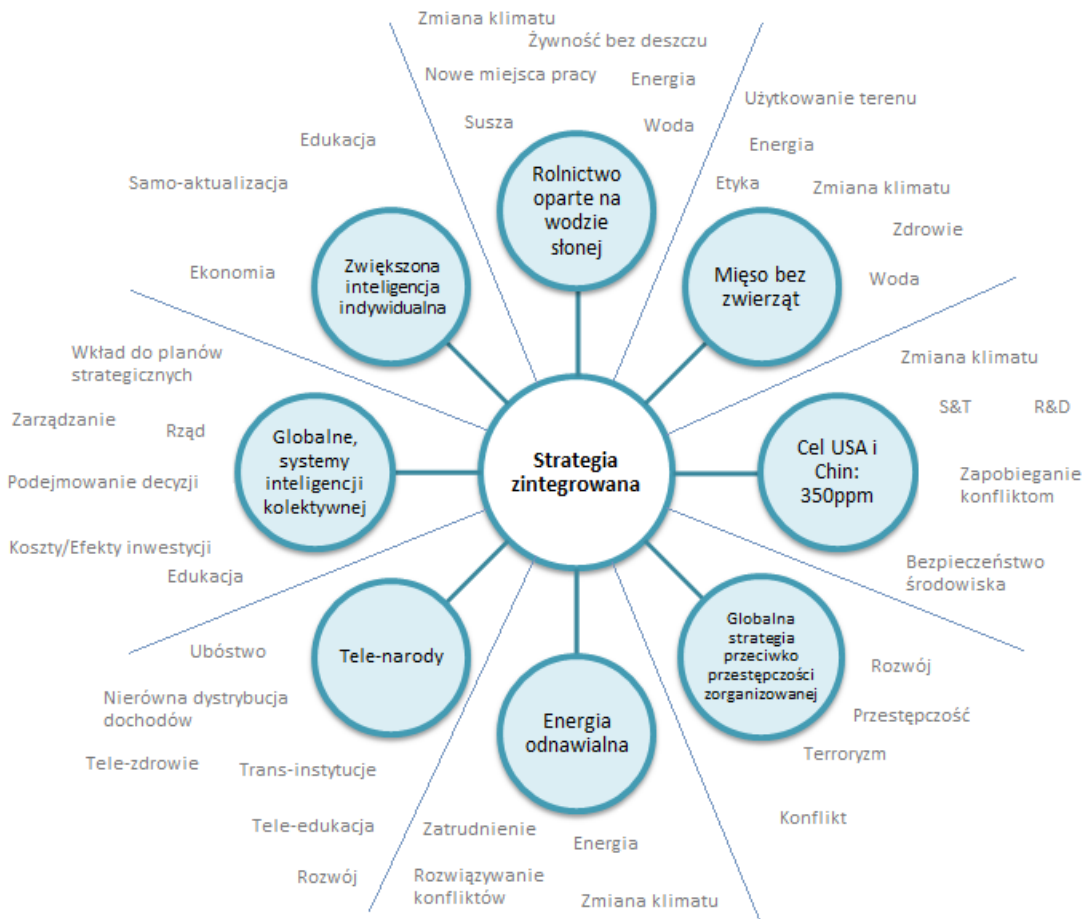 Zmiana klimatu
Żywność bez deszczu
Nowe miejsca pracy
Energia
Susza
Woda
Rolnictwo
oparte na
wodzie
słonej
Użytkowanie terenu
Energia
Etyka
Zmiana klimatu
Zdrowie
Woda
Mięso bez
zwierząt
Zmiana klimatu
S&T
R&D
Zapobieganie
konfliktom
Bezpieczeństwo
środowiska
Cel USA i
Chin:
350ppm
Globalna
strategia
przeciwko
przestępczości
zorganizowanej
Rozwój
Przestępczość
Terroryzm
Konflikt
Energia
odnawialna
Zatrudnienie
Energia
Rozwiązywanie
konfliktów
Zmiana klimatu
Tele-narody
Ubóstwo
Nierówna dystrybucja
dochodów
Tele-zdrowie
Trans-instytucje
Tele-edukacja
Rozwój
Globalne,
systemy
inteligencji
kolektywnej
Wkład do planów
strategicznych
Zarządzanie
Rząd
Podejmowanie decyzji
Koszty/Efekty inwestycji
Edukacja
Zwiększona
inteligencja
indywidualna
Edukacja
Samo-aktualizacja
Ekonomia
Strategia
zintegrowana